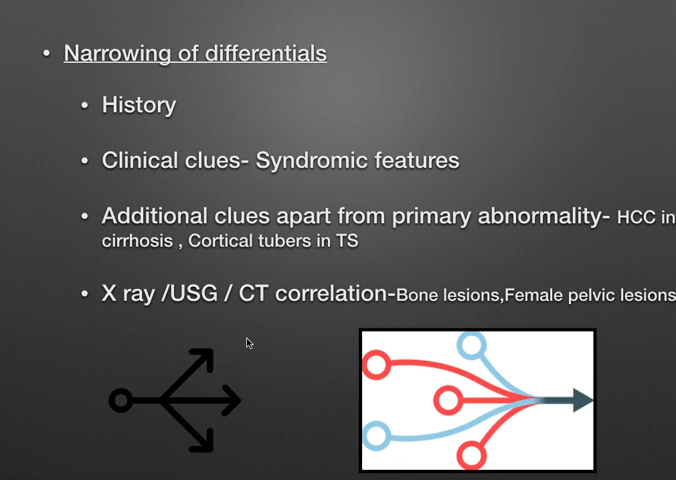 • Narrowing of differentials
• History
• Clinical clues- Syndromic features
• Additional clues apart from primary abnormality- HCC in
cirrhosis , Cortical tubers in TS
• X ray /USG / CT correlation-Bone lesions,Female pelvic lesions